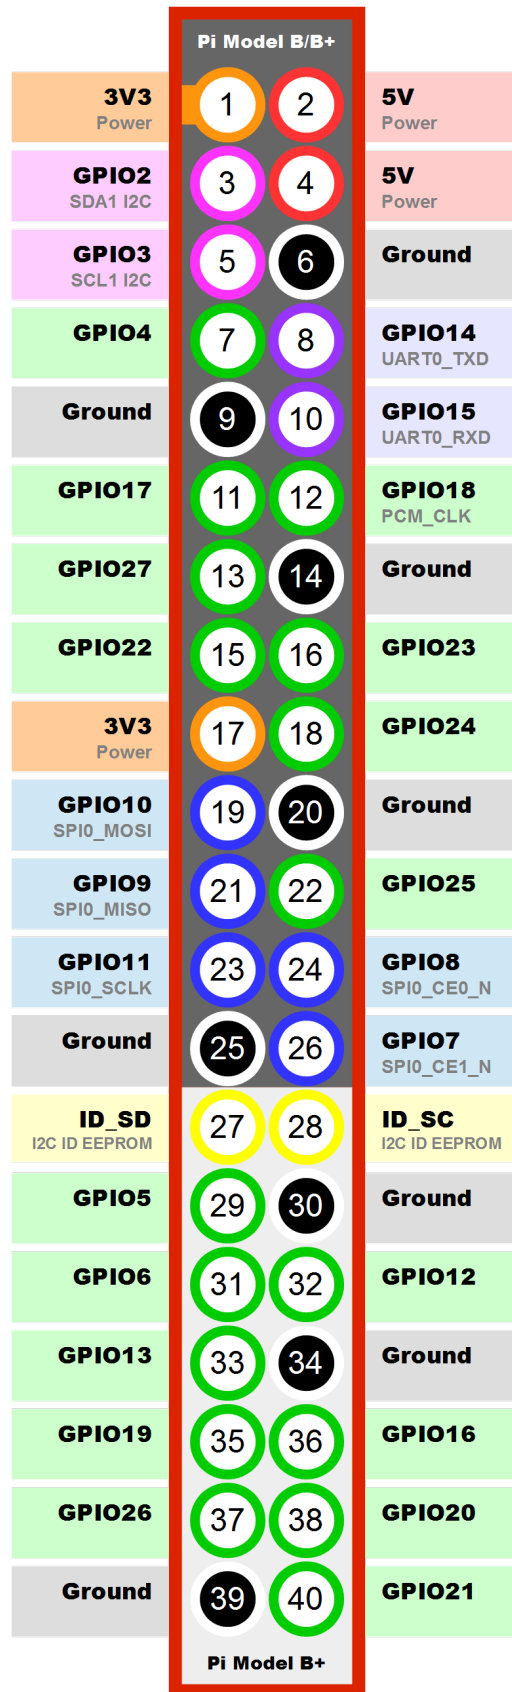 Pi Model B/B+
3V3 1 2 5V
Power Power
GPIO2 3 4 5V
SDA1 I2C Power
GPIO3 5 6 Ground
SCL1 I2C
GPIO4 7 8 GPIO14
UART0_TXD
Ground 9 10 GPIO15
UART0_RXD
GPIO17 11 12 GPIO18
PCM_CLK
GPIO27 13 14 Ground
GPIO22 15 16 GPIO23
3V3 17 18 GPIO24
Power
GPIO10 19 20 Ground
SPI0_MOSI
GPIO9 21 22 GPIO25
SPI0_MISO
GPIO11 23 24 GPIO8
SPI0_SCLK SPI0_CE0_N
Ground 25 26 GPIO7
SPI0_CE1_N
ID_SD 27 28 ID_SC
I2C ID EEPROM I2C ID EEPROM
GPIO5 29 30 Ground
GPIO6 31 32 GPIO12
GPIO13 33 34 Ground
GPIO19 35 36 GPIO16
GPIO26 37 38 GPIO20
Ground 39 40 GPIO21
Pi Model B+